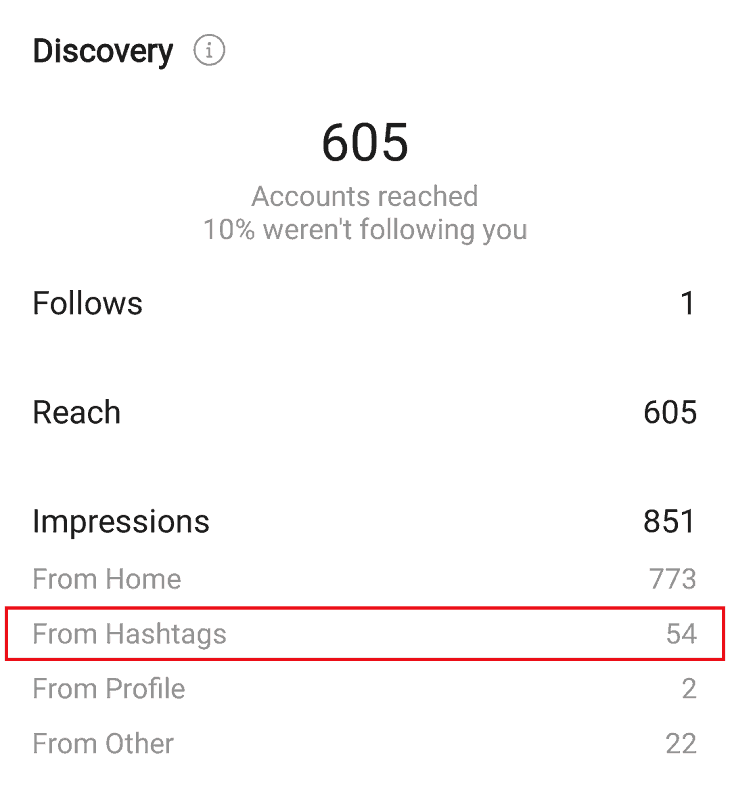 Discovery
605
Accounts reached
10% weren't following you
Follows 1
Reach 605
Impressions 851
From Home 773
From Hashtags 54
From Profile 2
From Other 22